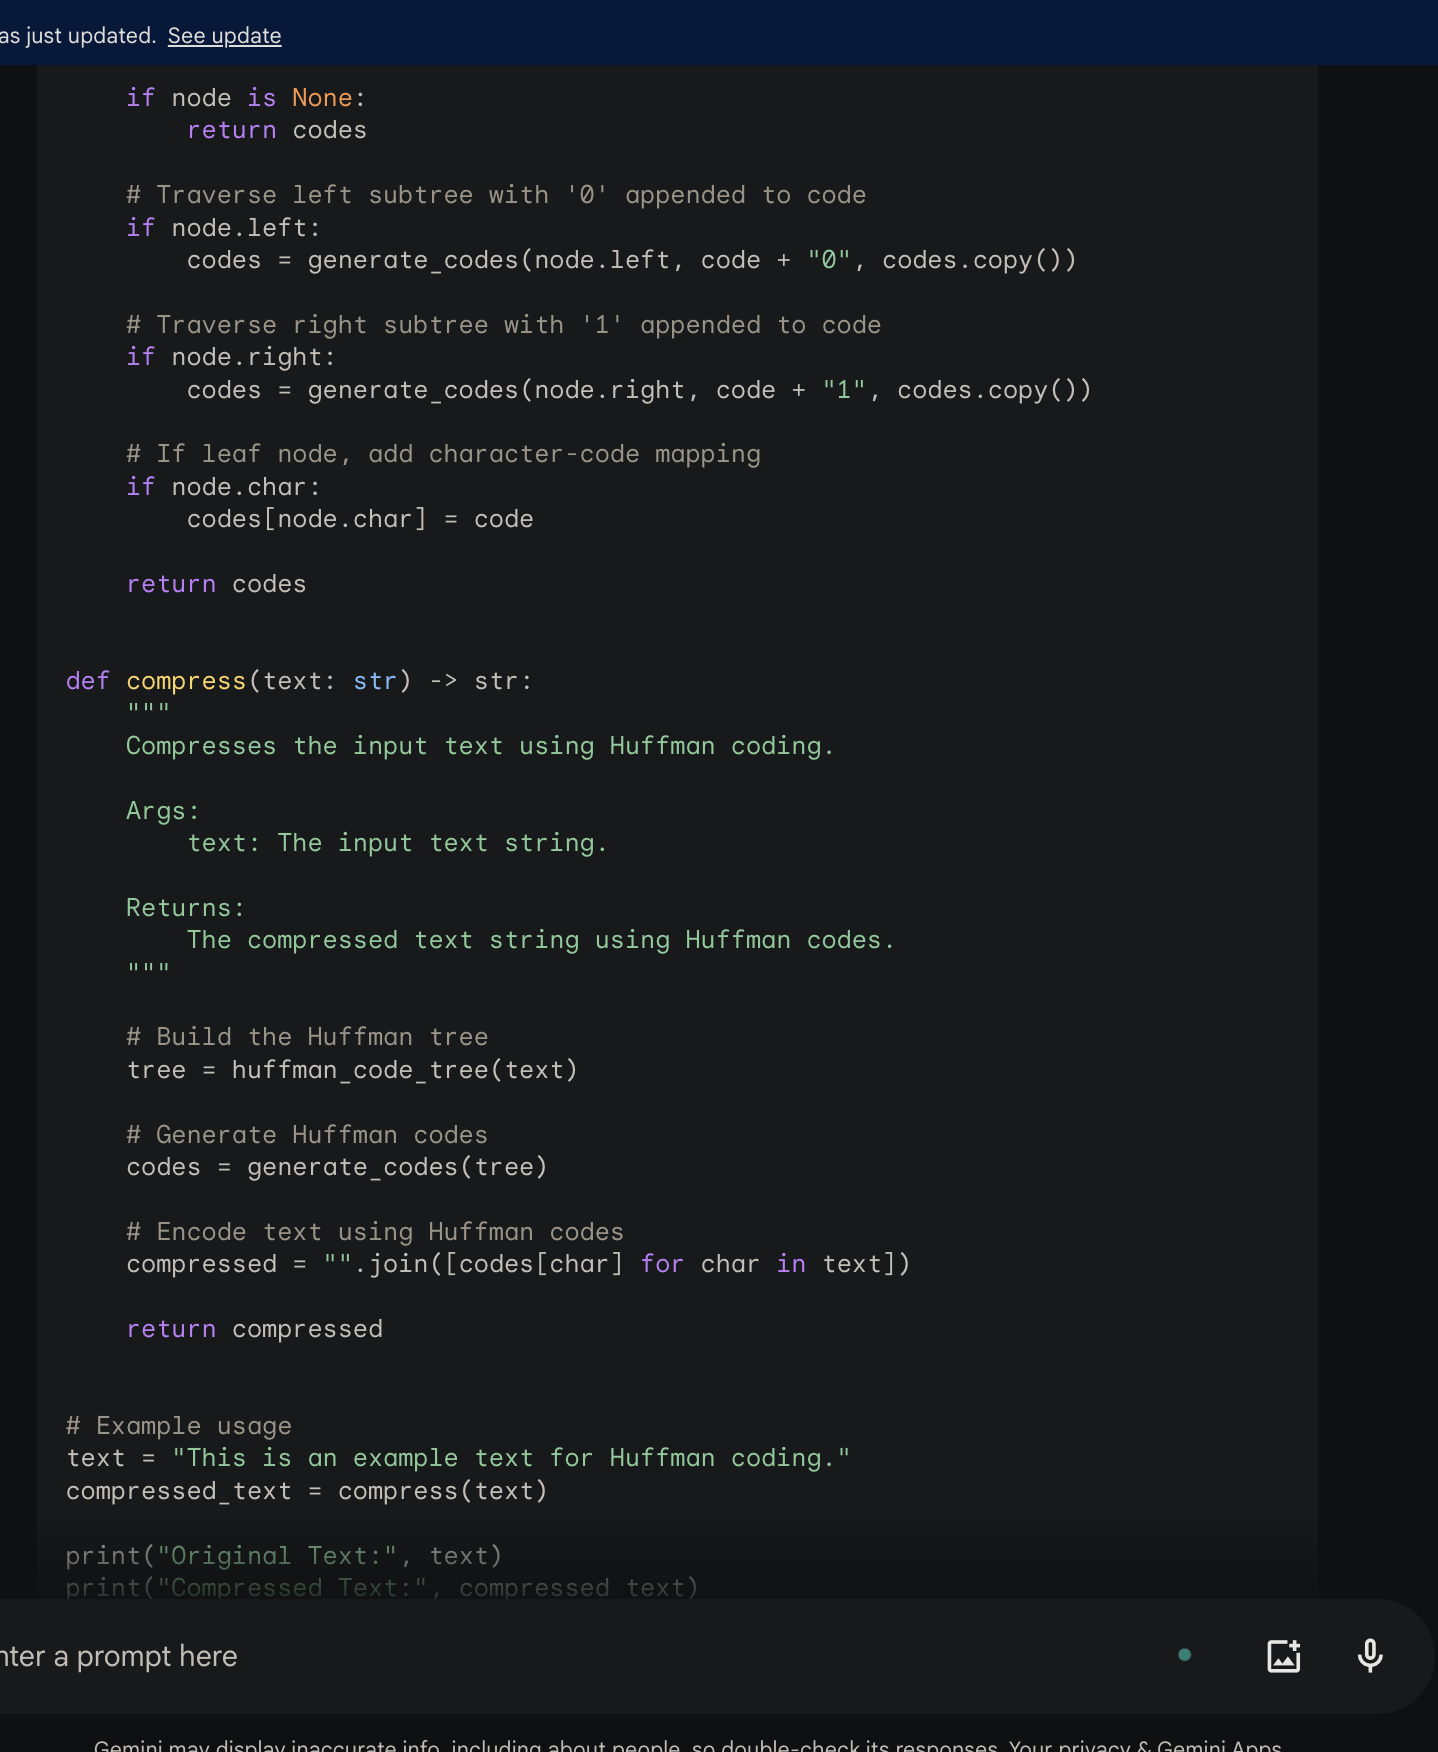 as just updated. See update
if node is None:
return codes
# Traverse left subtree with '0' appended to code
if node.left:
codes = generate_codes(node.left, code + "0", codes.copy())
# Traverse right subtree with '1' appended to code
if node.right:
codes = generate_codes(node.right, code + "1", codes.copy())
# If leaf node, add character-code mapping
if node.char:
codes[node.char] = code
return codes
def compress(text: str) -> str:
"""
Compresses the input text using Huffman coding.
Args:
text: The input text string.
Returns:
The compressed text string using Huffman codes.
"""
# Build the Huffman tree
tree = huffman_code_tree(text)
# Generate Huffman codes
codes = generate_codes(tree)
# Encode text using Huffman codes
compressed = "".join([codes[char] for char in text])
return compressed
# Example usage
text = "This is an example text for Huffman coding."
compressed_text = compress(text)
print("Original Text:", text)
print("Compressed Text:", compressed_text)
nter a prompt here
Gemini may display inaccurate info, including about people, so double-check its responses. Your privacy & Gemini Apps